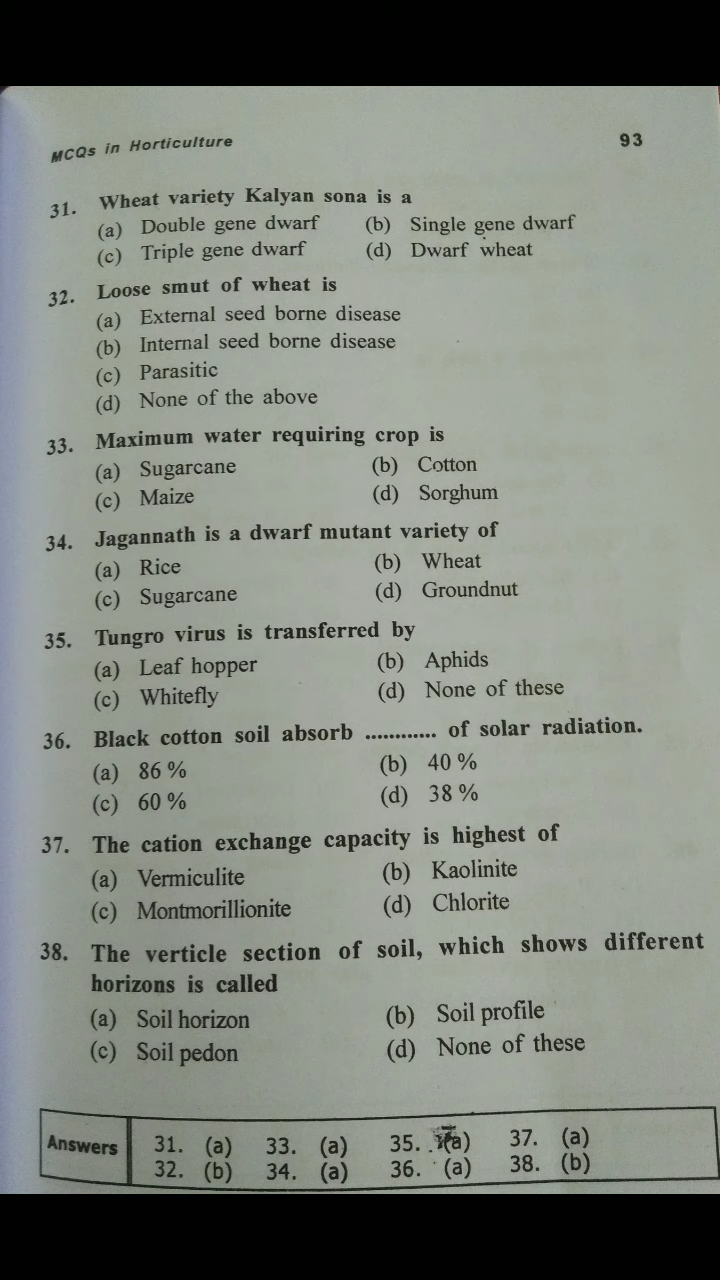 MCQs in Horticulture 93
31. Wheat variety Kalyan sona is a
(a) Double gene dwarf (b) Single gene dwarf
(c) Triple gene dwarf (d) Dwarf wheat
32. Loose smut of wheat is
(a) External seed borne disease
(b) Internal seed borne disease
(c) Parasitic
(d) None of the above
33. Maximum water requiring crop is
(a) Sugarcane (b) Cotton
(c) Maize (d) Sorghum
34. Jagannath is a dwarf mutant variety of
(a) Rice (b) Wheat
(c) Sugarcane (d) Groundnut
35. Tungro virus is transferred by
(a) Leaf hopper (b) Aphids
(c) Whitefly (d) None of these
36. Black cotton soil absorb ............ of solar radiation.
(a) 86 % (b) 40 %
(c) 60 % (d) 38 %
37. The cation exchange capacity is highest of
(a) Vermiculite (b) Kaolinite
(c) Montmorillionite (d) Chlorite
38. The verticle section of soil, which shows different
horizons is called
(a) Soil horizon (b) Soil profile
(c) Soil pedon (d) None of these
Answers 31. (a) 33. (a) 35. (a) 37. (a)
32. (b) 34. (a) 36. (a) 38. (b)